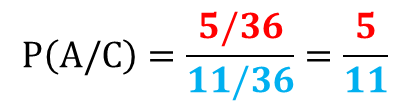 P(A/C) = 5/36 / 11/36 = 5 / 11